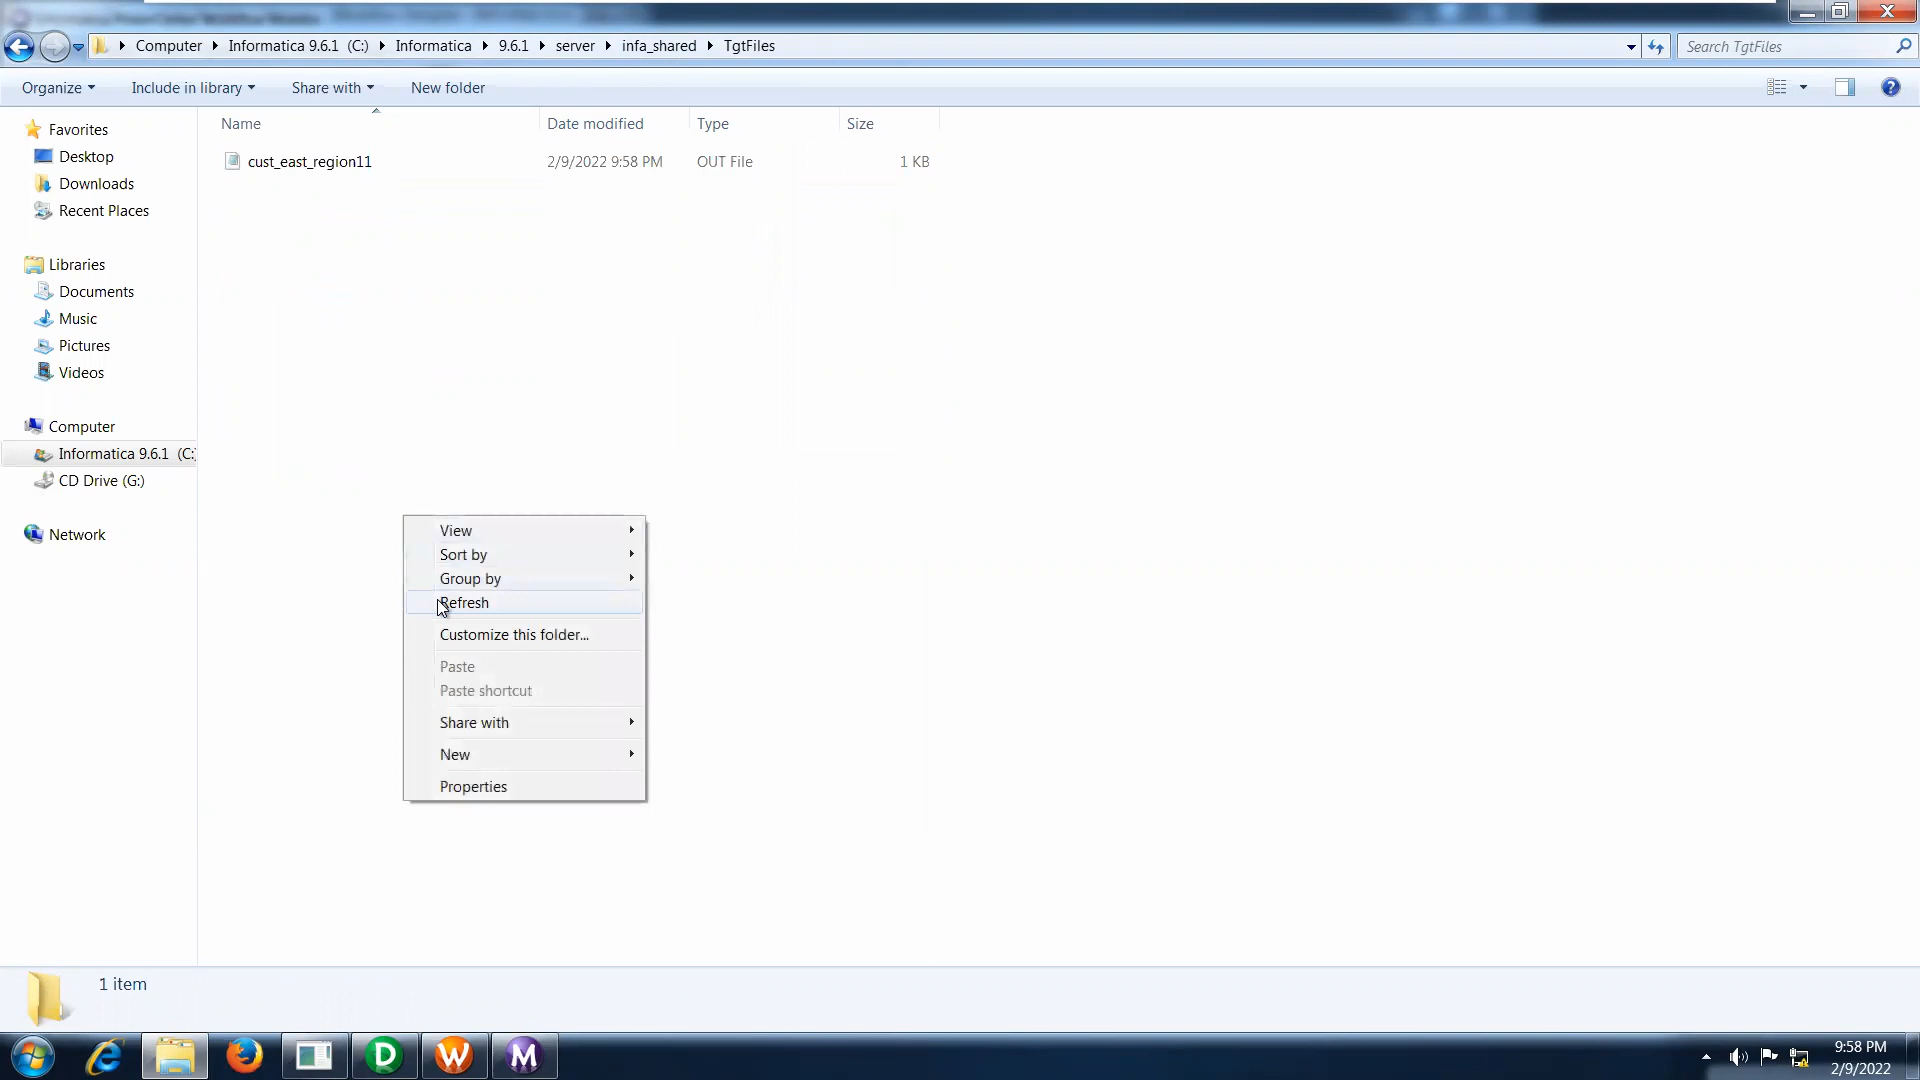 Computer Informatica 9.6.1 (C:) Informatica 9.6.1 server infa_shared TgtFiles
Search TgtFiles
Organize Include in library Share with New folder
Name Date modified Type Size
cust_east_region11 2/9/2022 9:58 PM OUT File 1 KB
Favorites
Desktop
Downloads
Recent Places
Libraries
Documents
Music
Pictures
Videos
Computer
Informatica 9.6.1 (C:
CD Drive (G:)
Network
View
Sort by
Group by
Refresh
Customize this folder...
Paste
Paste shortcut
Share with
New
Properties
1 item
D W M
9:58 PM
2/9/2022